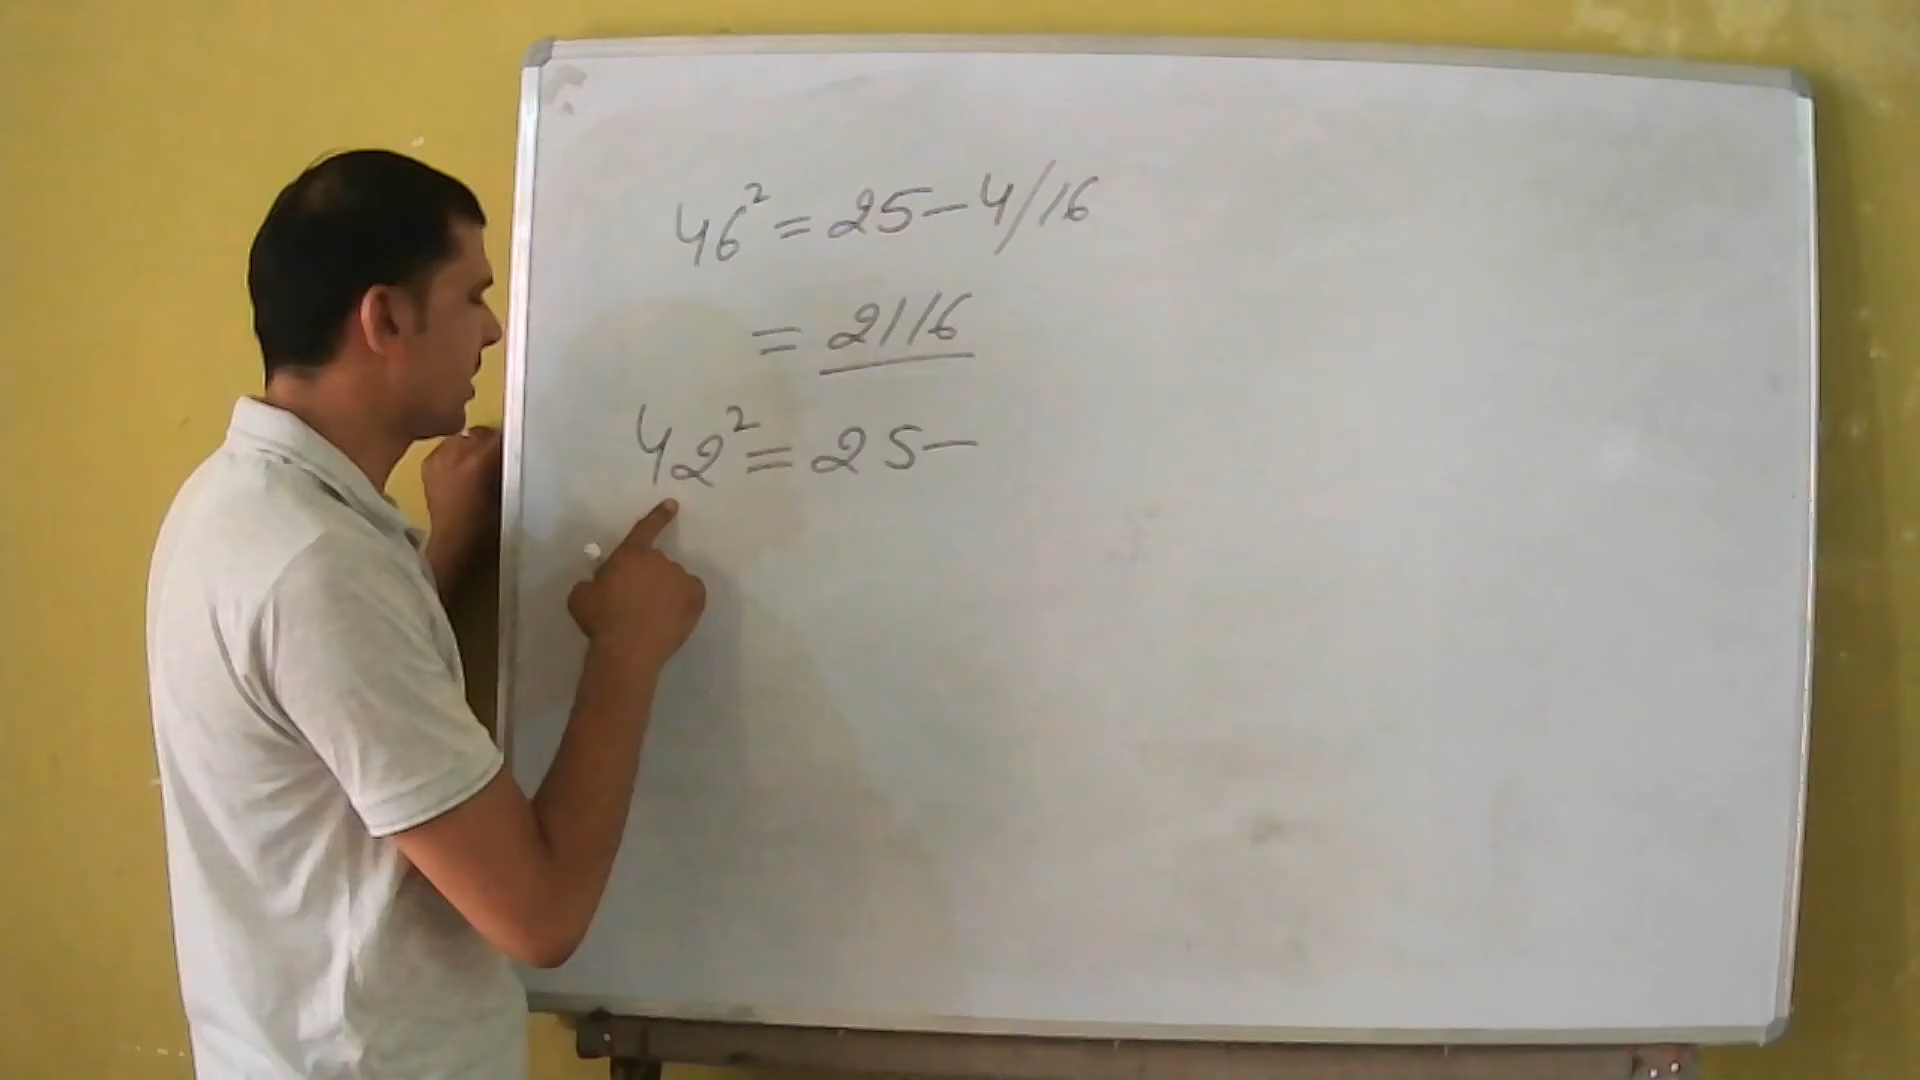 46² = 25 - 4/16
= 2116
42² = 25 -